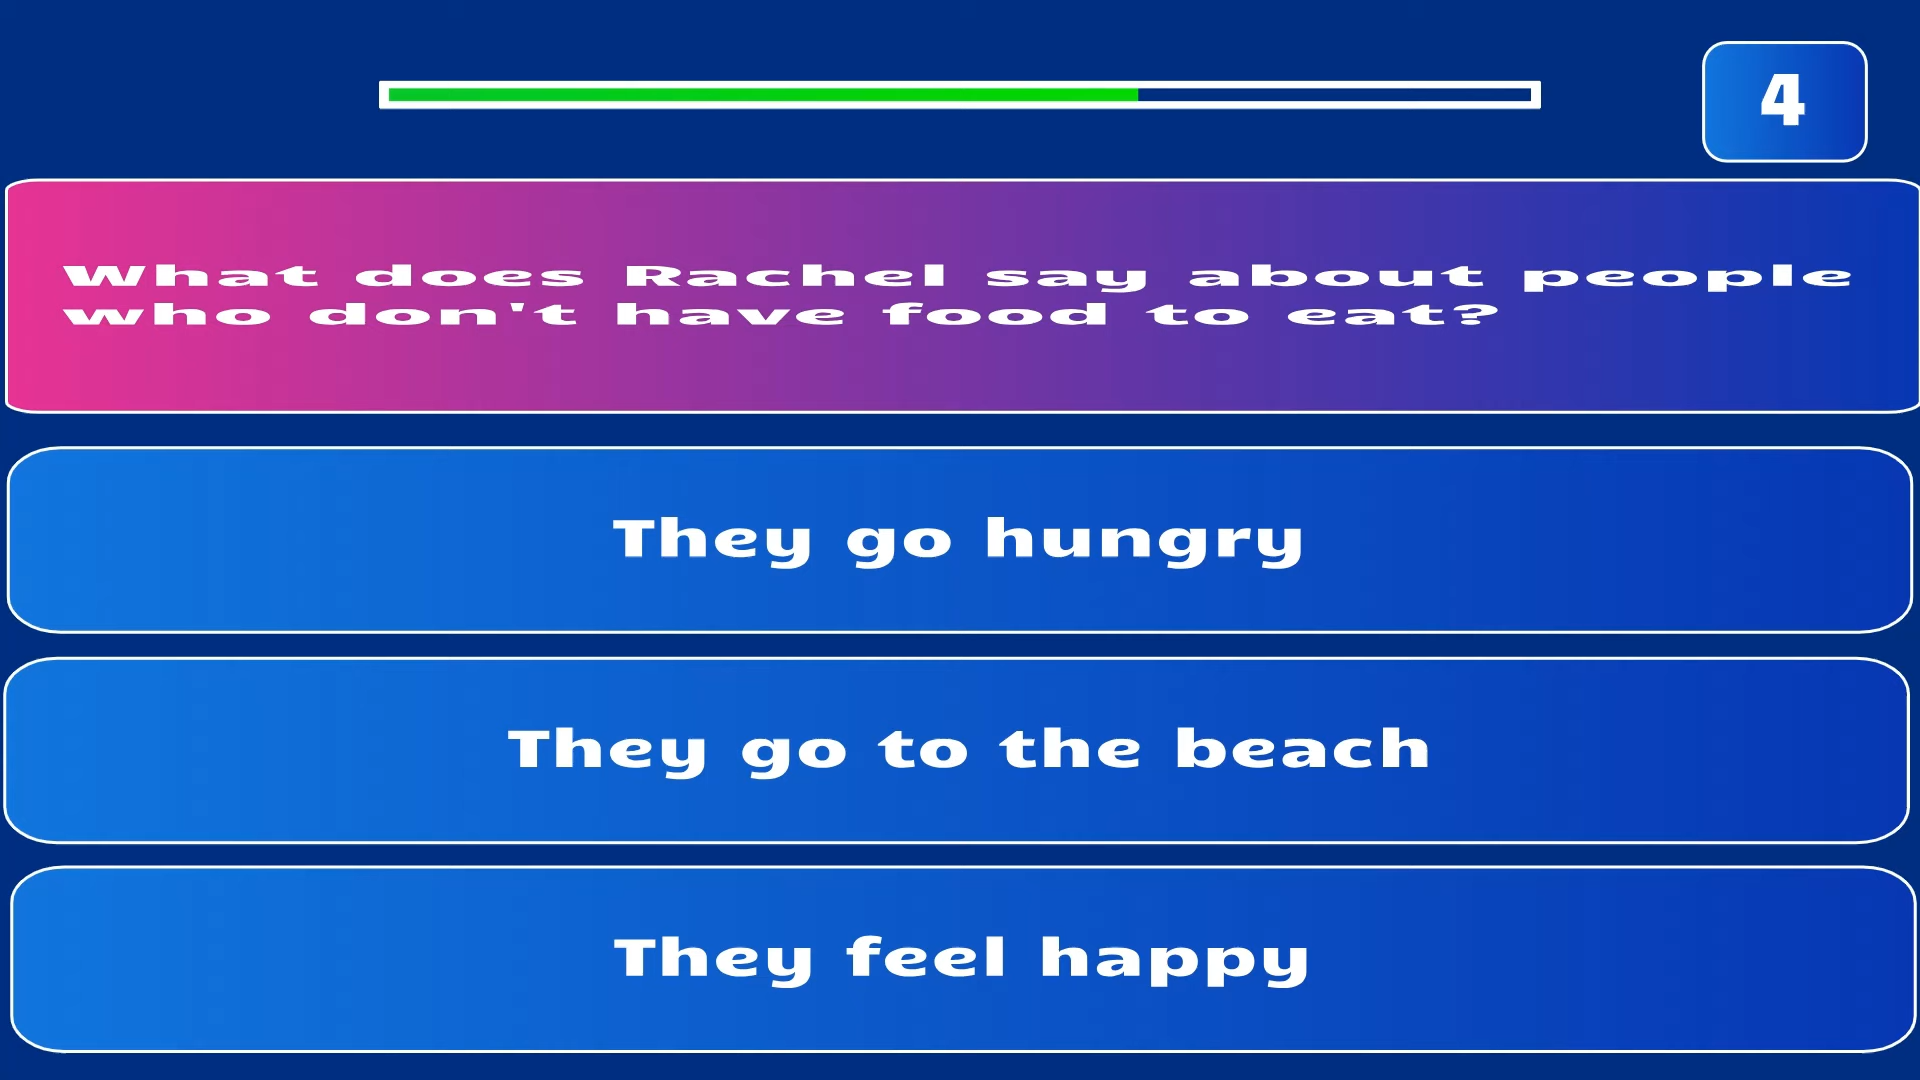 4
What does Rachel say about people
who don't have food to eat?
They go hungry
They go to the beach
They feel happy